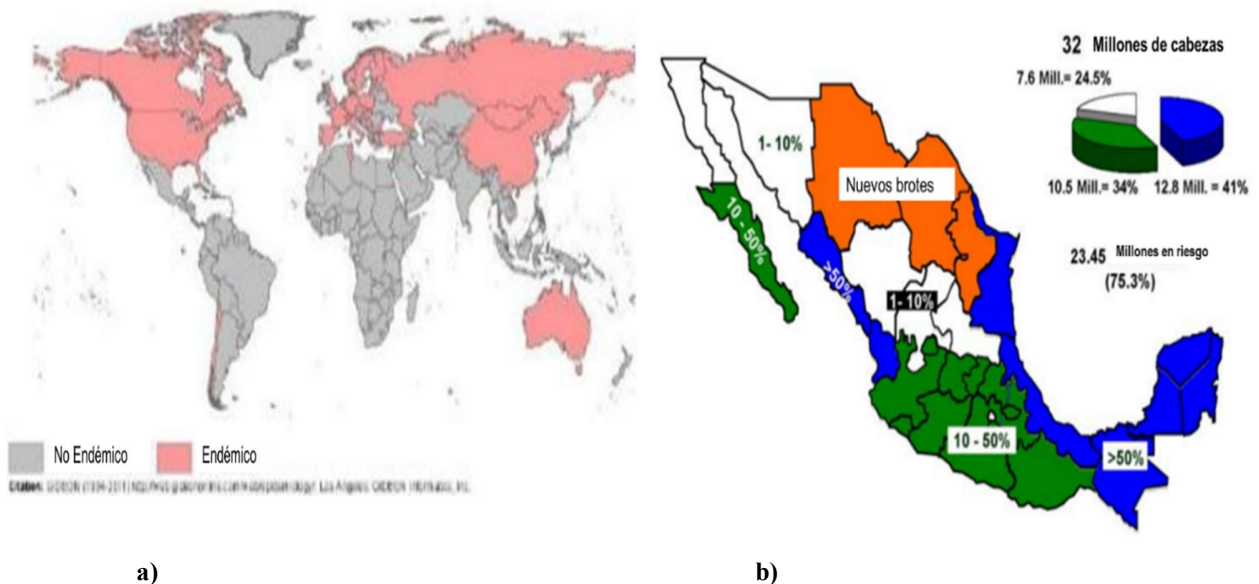 No Endémico
Endémico
a)
32 Millones de cabezas
7.6 Mill.= 24.5%
10.5 Mill.= 34%
12.8 Mill. = 41%
23.45 Millones en riesgo
(75.3%)
1- 10%
Nuevos brotes
10 - 50%
>50%
1- 10%
10 - 50%
>50%
b)